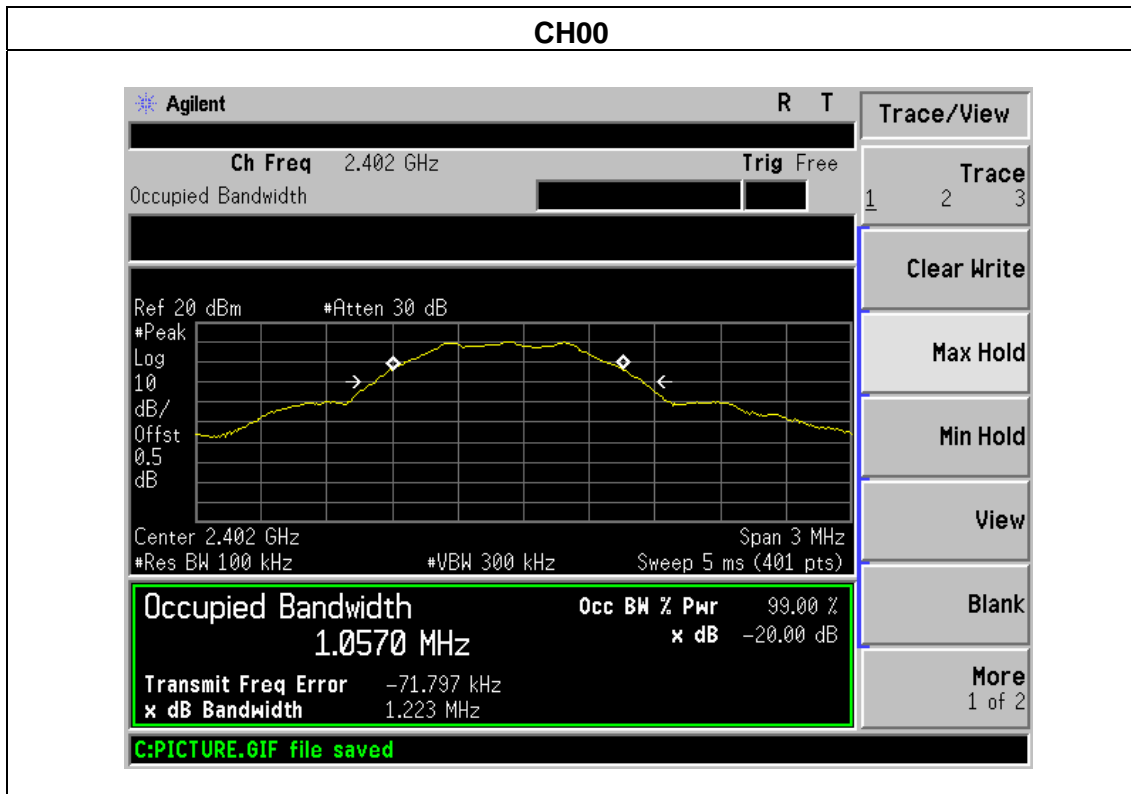 CH00
Agilent R T
Trace/View
Ch Freq 2.402 GHz Trig Free
Occupied Bandwidth
Trace
1 2 3
Clear Write
Ref 20 dBm #Atten 30 dB
#Peak
Log
10
dB/
Offst
0.5
dB
Max Hold
Min Hold
View
Center 2.402 GHz Span 3 MHz
#Res BW 100 kHz #VBW 300 kHz Sweep 5 ms (401 pts)
Occupied Bandwidth Occ BW % Pwr 99.00 %
1.0570 MHz x dB -20.00 dB
Transmit Freq Error -71.797 kHz
x dB Bandwidth 1.223 MHz
Blank
More
1 of 2
C:PICTURE.GIF file saved